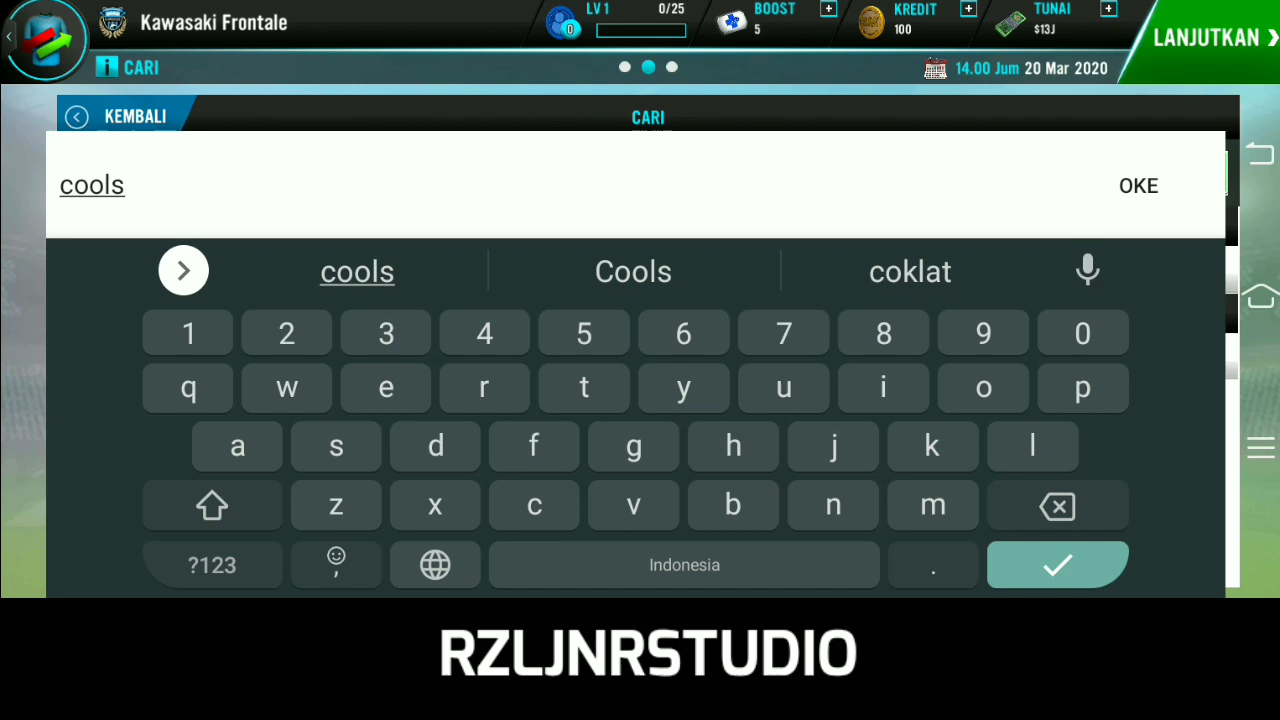 Kawasaki Frontale
LV 1 0/25
0
BOOST
5
KREDIT
100
TUNAI
$13J
LANJUTKAN
CARI
14.00 Jum 20 Mar 2020
KEMBALI
CARI
cools
OKE
cools Cools coklat
1 2 3 4 5 6 7 8 9 0
q w e r t y u i o p
a s d f g h j k l
z x c v b n m
?123 , Indonesia .
RZLJNRSTUDIO